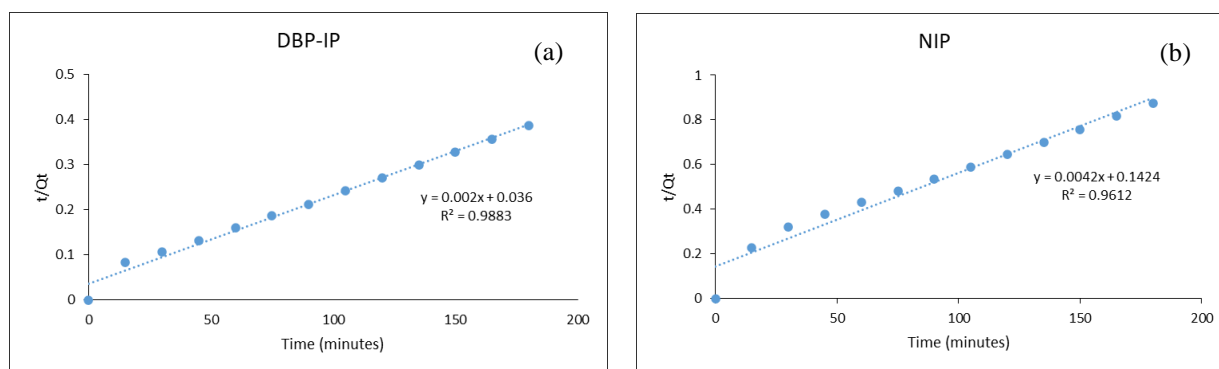 DBP-IP
(a)
0.5
0.4
0.3
0.2
0.1
0
t/Qt
y = 0.002x + 0.036
R² = 0.9883
0 50 100 150 200
Time (minutes)
NIP
(b)
1
0.8
0.6
0.4
0.2
0
t/Qt
y = 0.0042x + 0.1424
R² = 0.9612
0 50 100 150 200
Time (minutes)